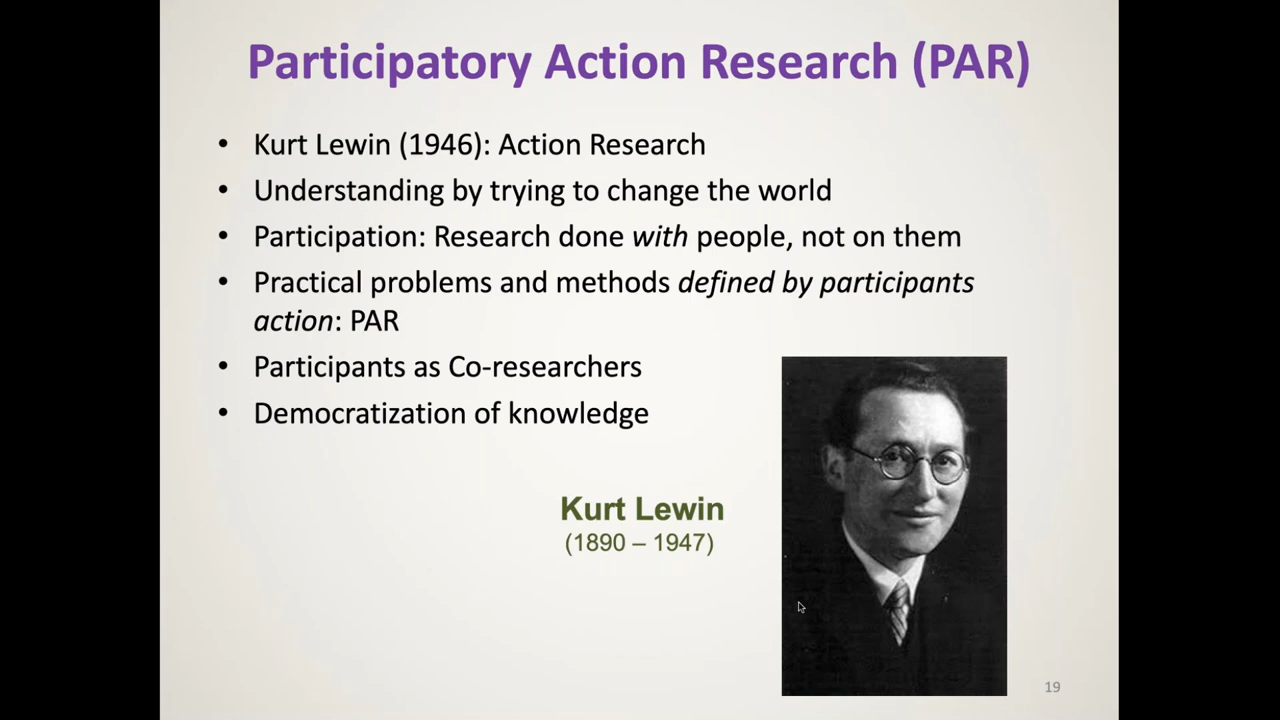 Participatory Action Research (PAR)
• Kurt Lewin (1946): Action Research
• Understanding by trying to change the world
• Participation: Research done with people, not on them
• Practical problems and methods defined by participants
action: PAR
• Participants as Co-researchers
• Democratization of knowledge
Kurt Lewin
(1890 – 1947)
19